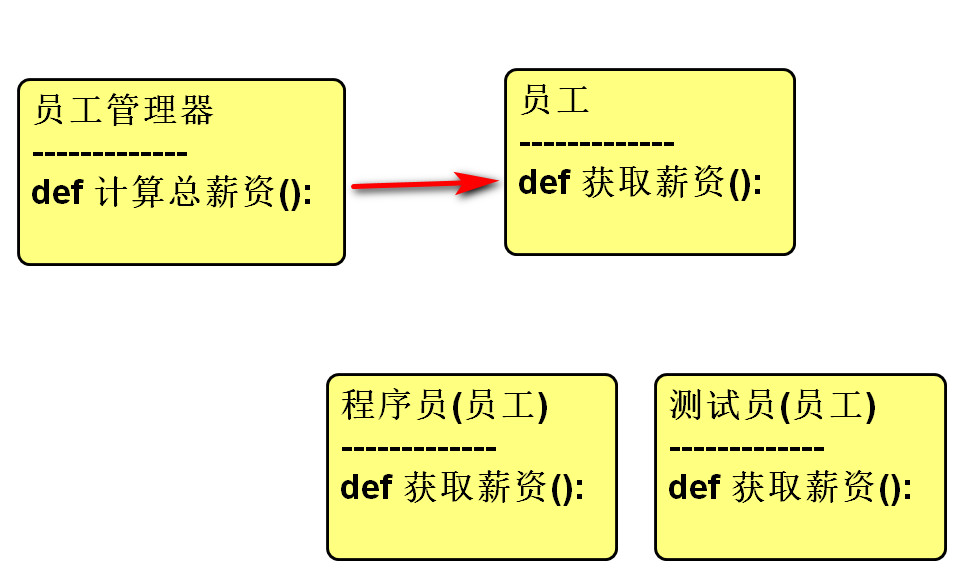 员工管理器
-------------
def 计算总薪资():
员工
-------------
def 获取薪资():
程序员(员工)
-------------
def 获取薪资():
测试员(员工)
-------------
def 获取薪资():